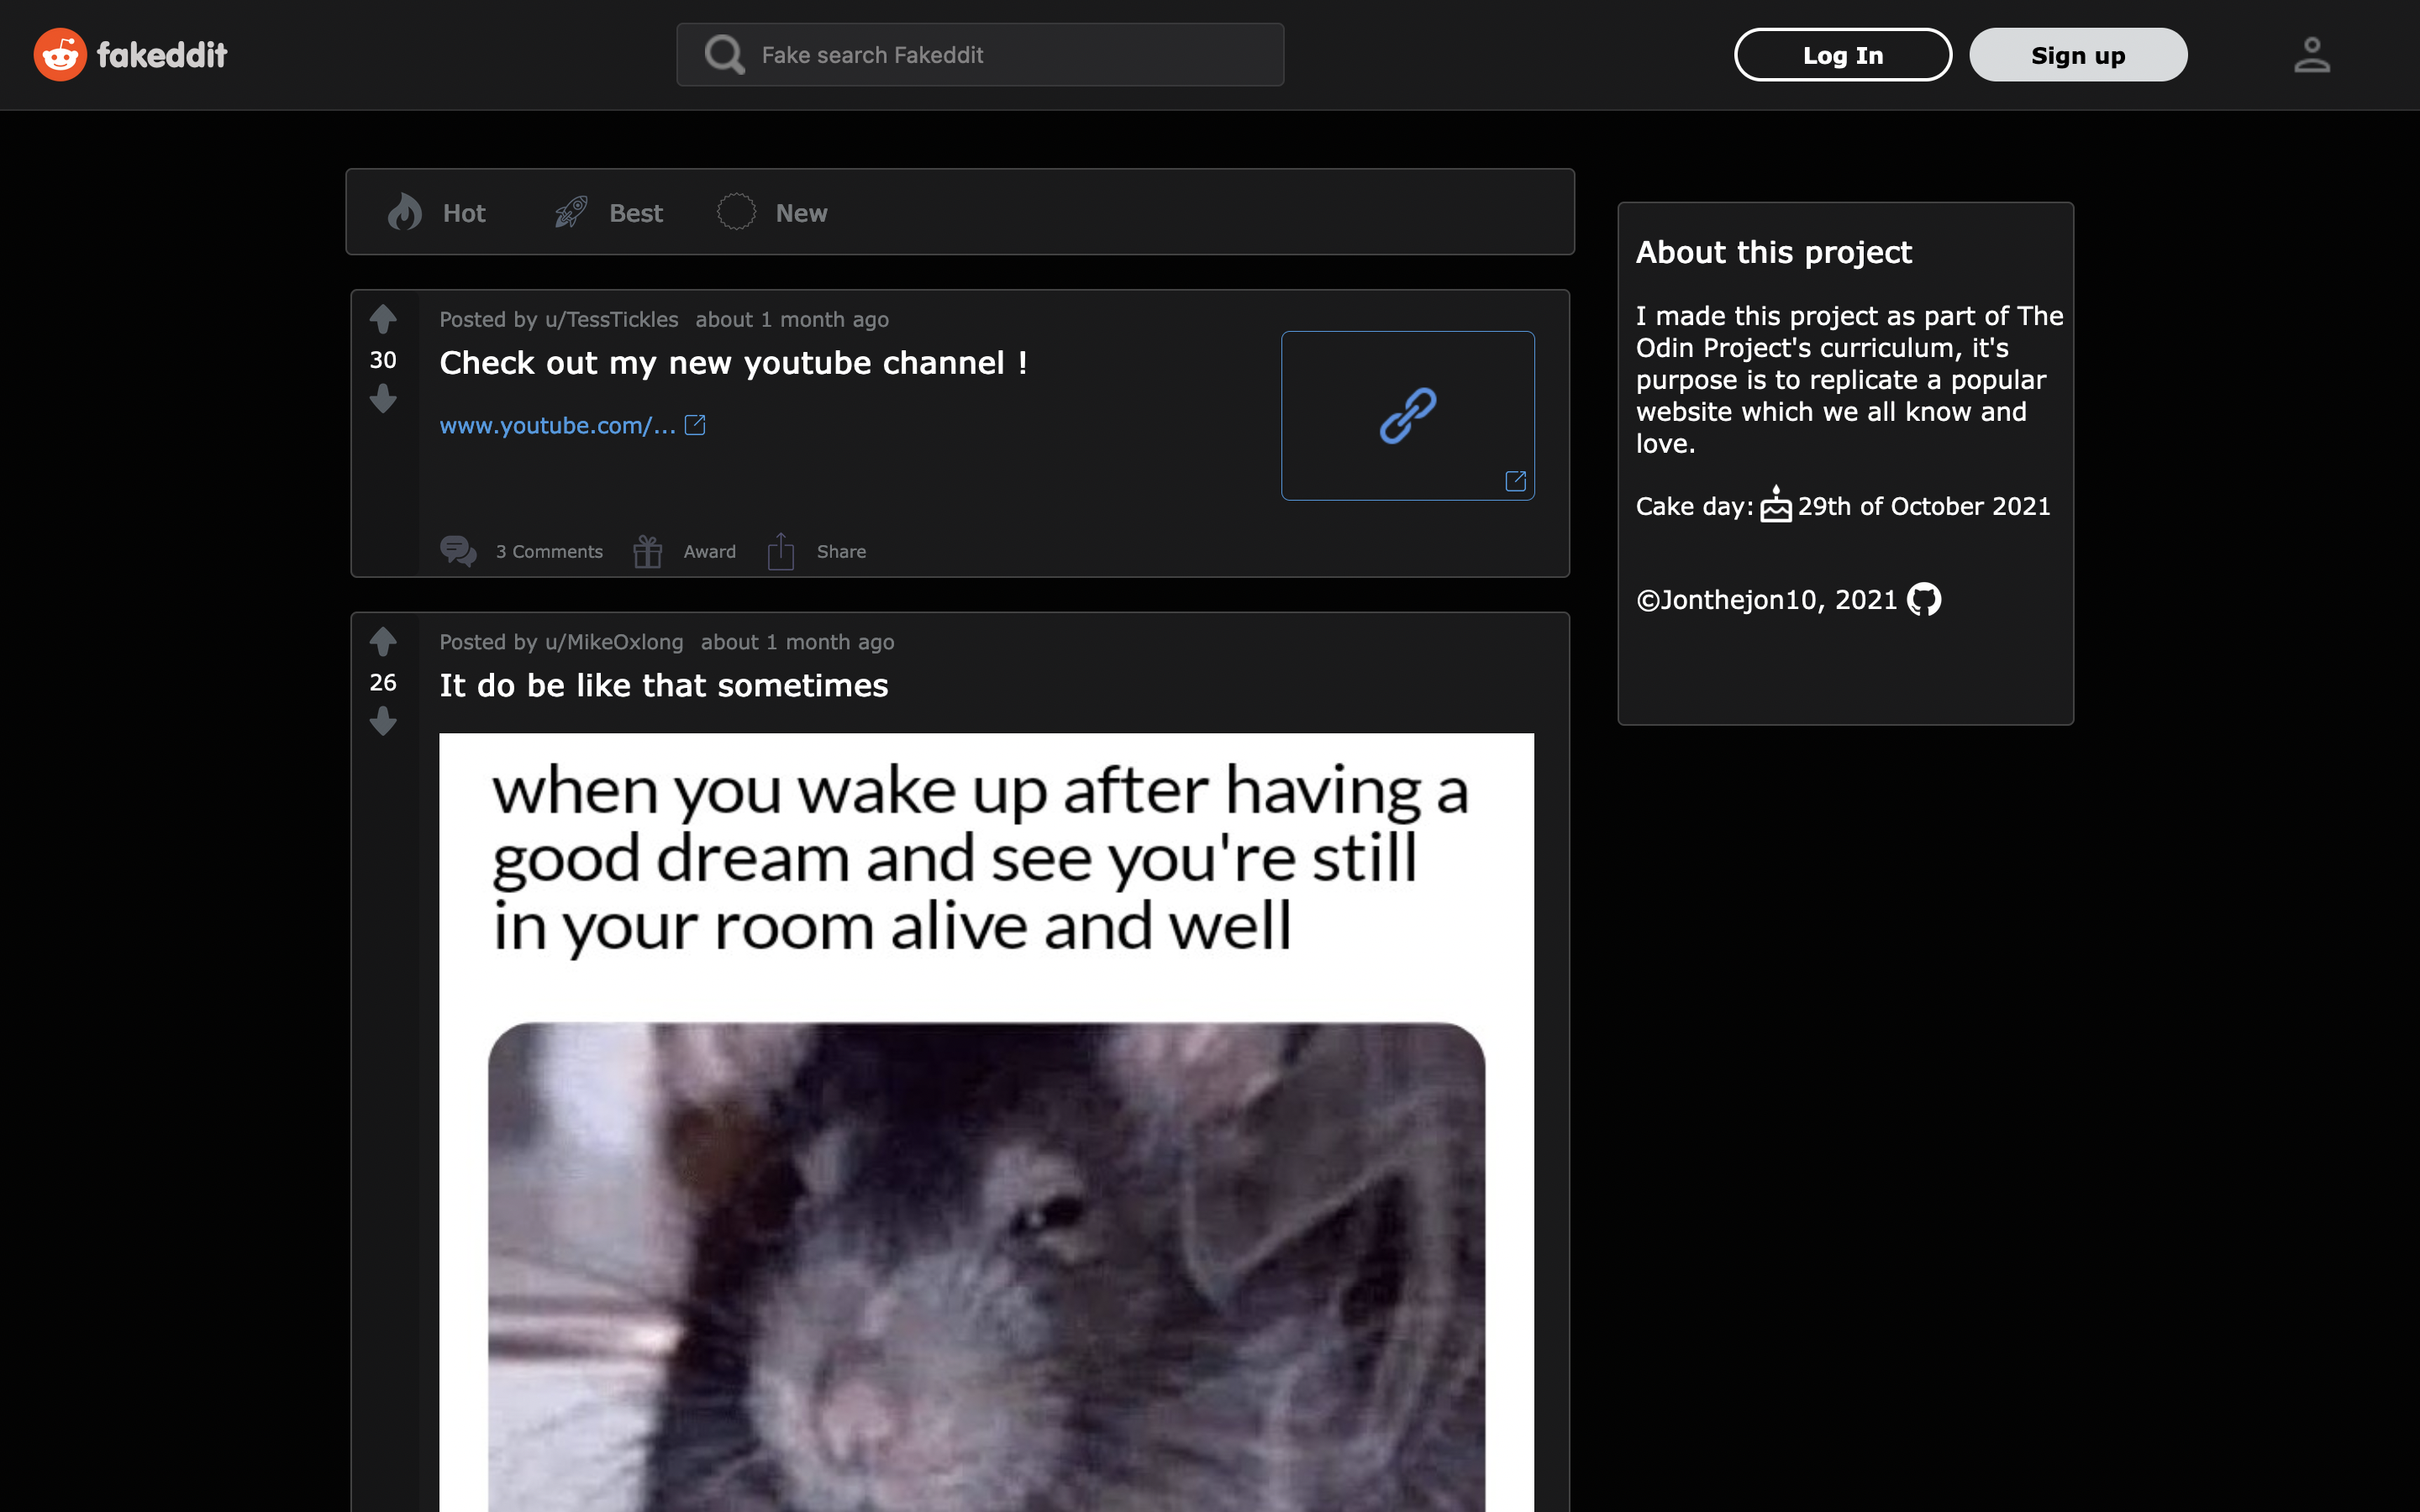 fakeddit
Fake search Fakeddit
Log In
Sign up
Hot
Best
New
Posted by u/TessTickles about 1 month ago
30
Check out my new youtube channel !
www.youtube.com/...
3 Comments
Award
Share
Posted by u/MikeOxlong about 1 month ago
26
It do be like that sometimes
when you wake up after having a
good dream and see you're still
in your room alive and well
About this project
I made this project as part of The
Odin Project's curriculum, it's
purpose is to replicate a popular
website which we all know and
love.
Cake day: 29th of October 2021
©Jonthejon10, 2021